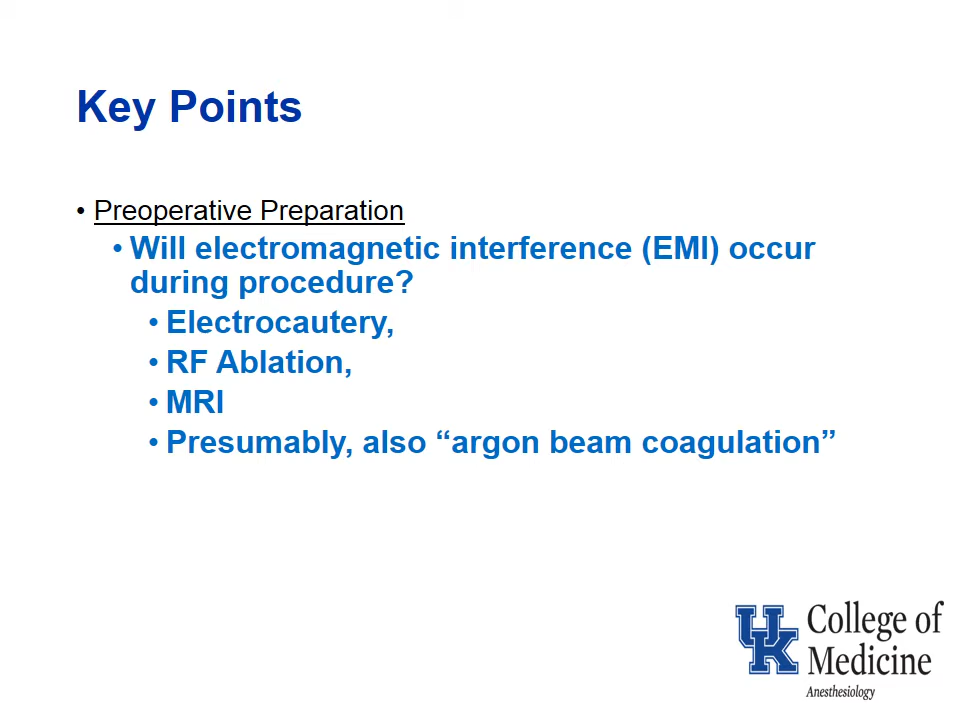 Key Points
• Preoperative Preparation
• Will electromagnetic interference (EMI) occur
during procedure?
• Electrocautery,
• RF Ablation,
• MRI
• Presumably, also “argon beam coagulation”
UK
College of
Medicine
Anesthesiology